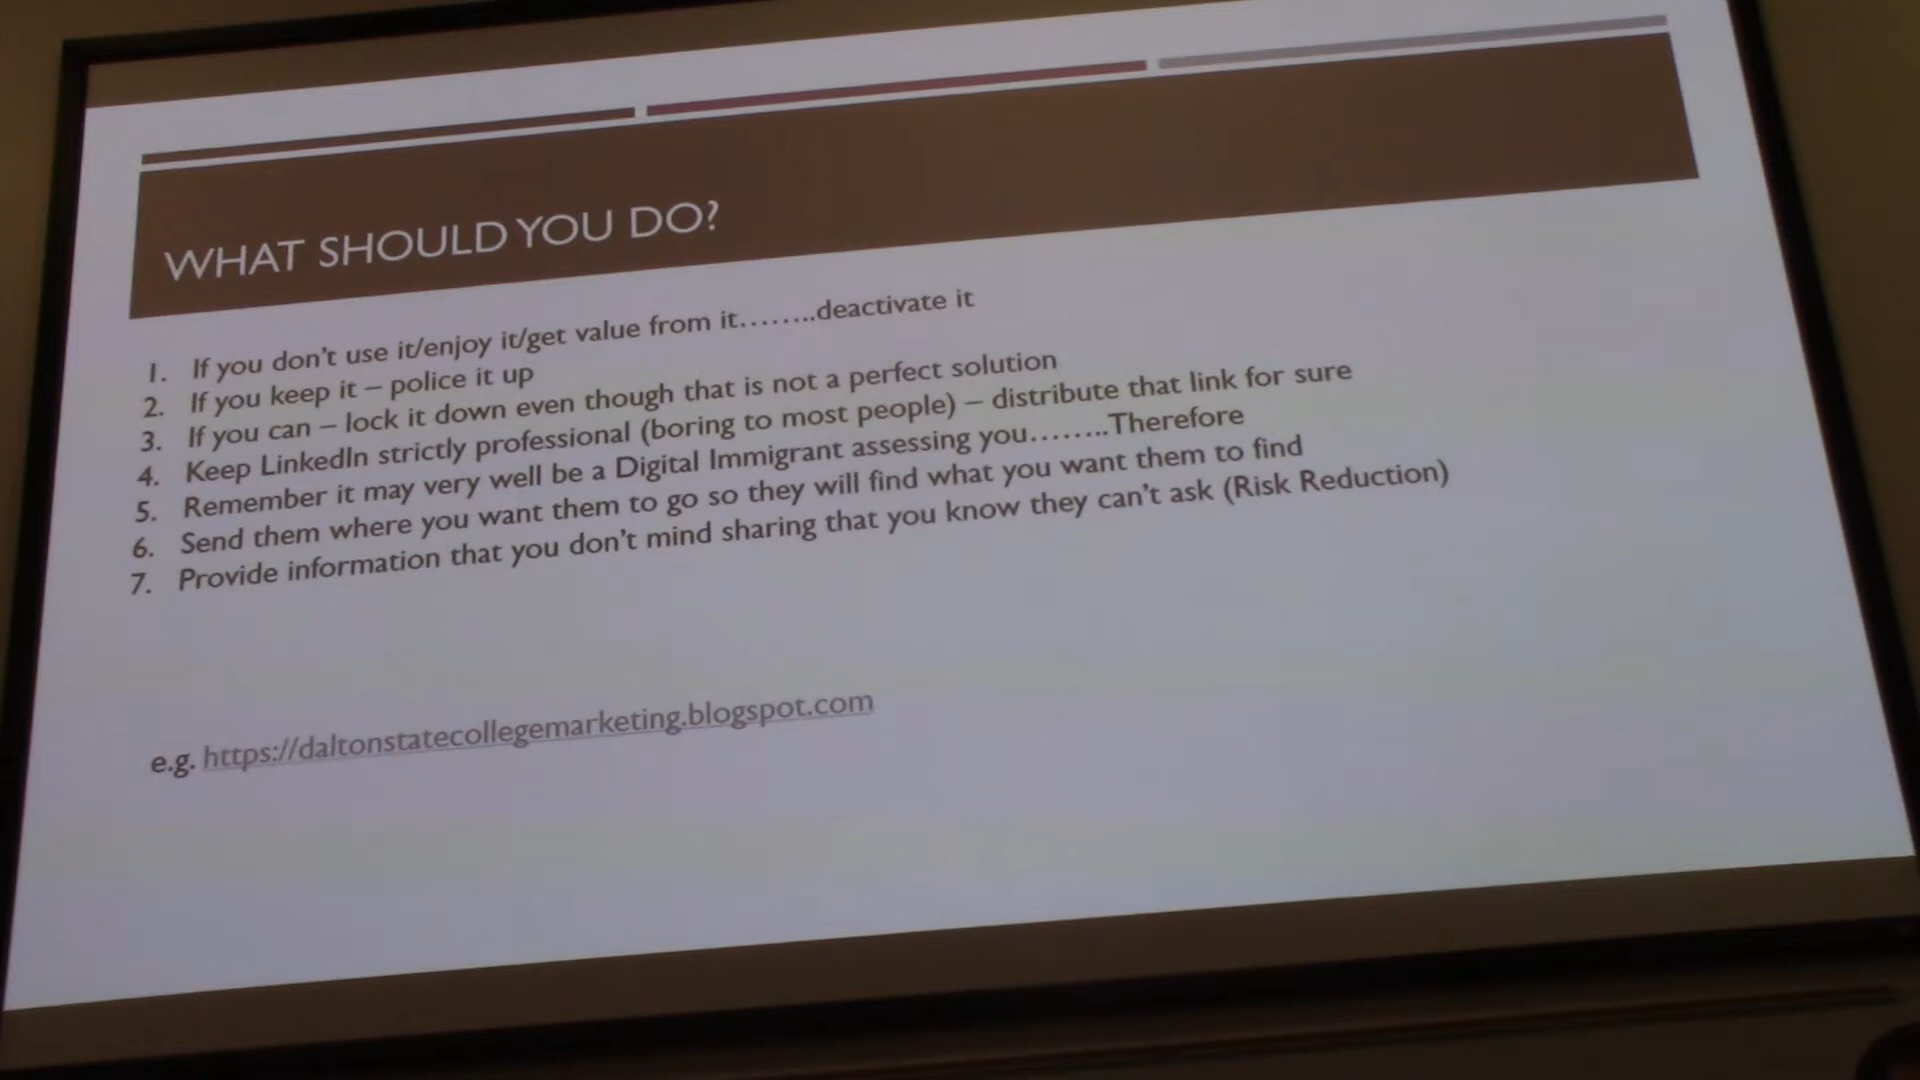 WHAT SHOULD YOU DO?
1. If you don't use it/enjoy it/get value from it........deactivate it
2. If you keep it – police it up
3. If you can – lock it down even though that is not a perfect solution
4. Keep LinkedIn strictly professional (boring to most people) – distribute that link for sure
5. Remember it may very well be a Digital Immigrant assessing you........Therefore
6. Send them where you want them to go so they will find what you want them to find
7. Provide information that you don't mind sharing that you know they can't ask (Risk Reduction)
e.g. https://daltonstatecollegemarketing.blogspot.com